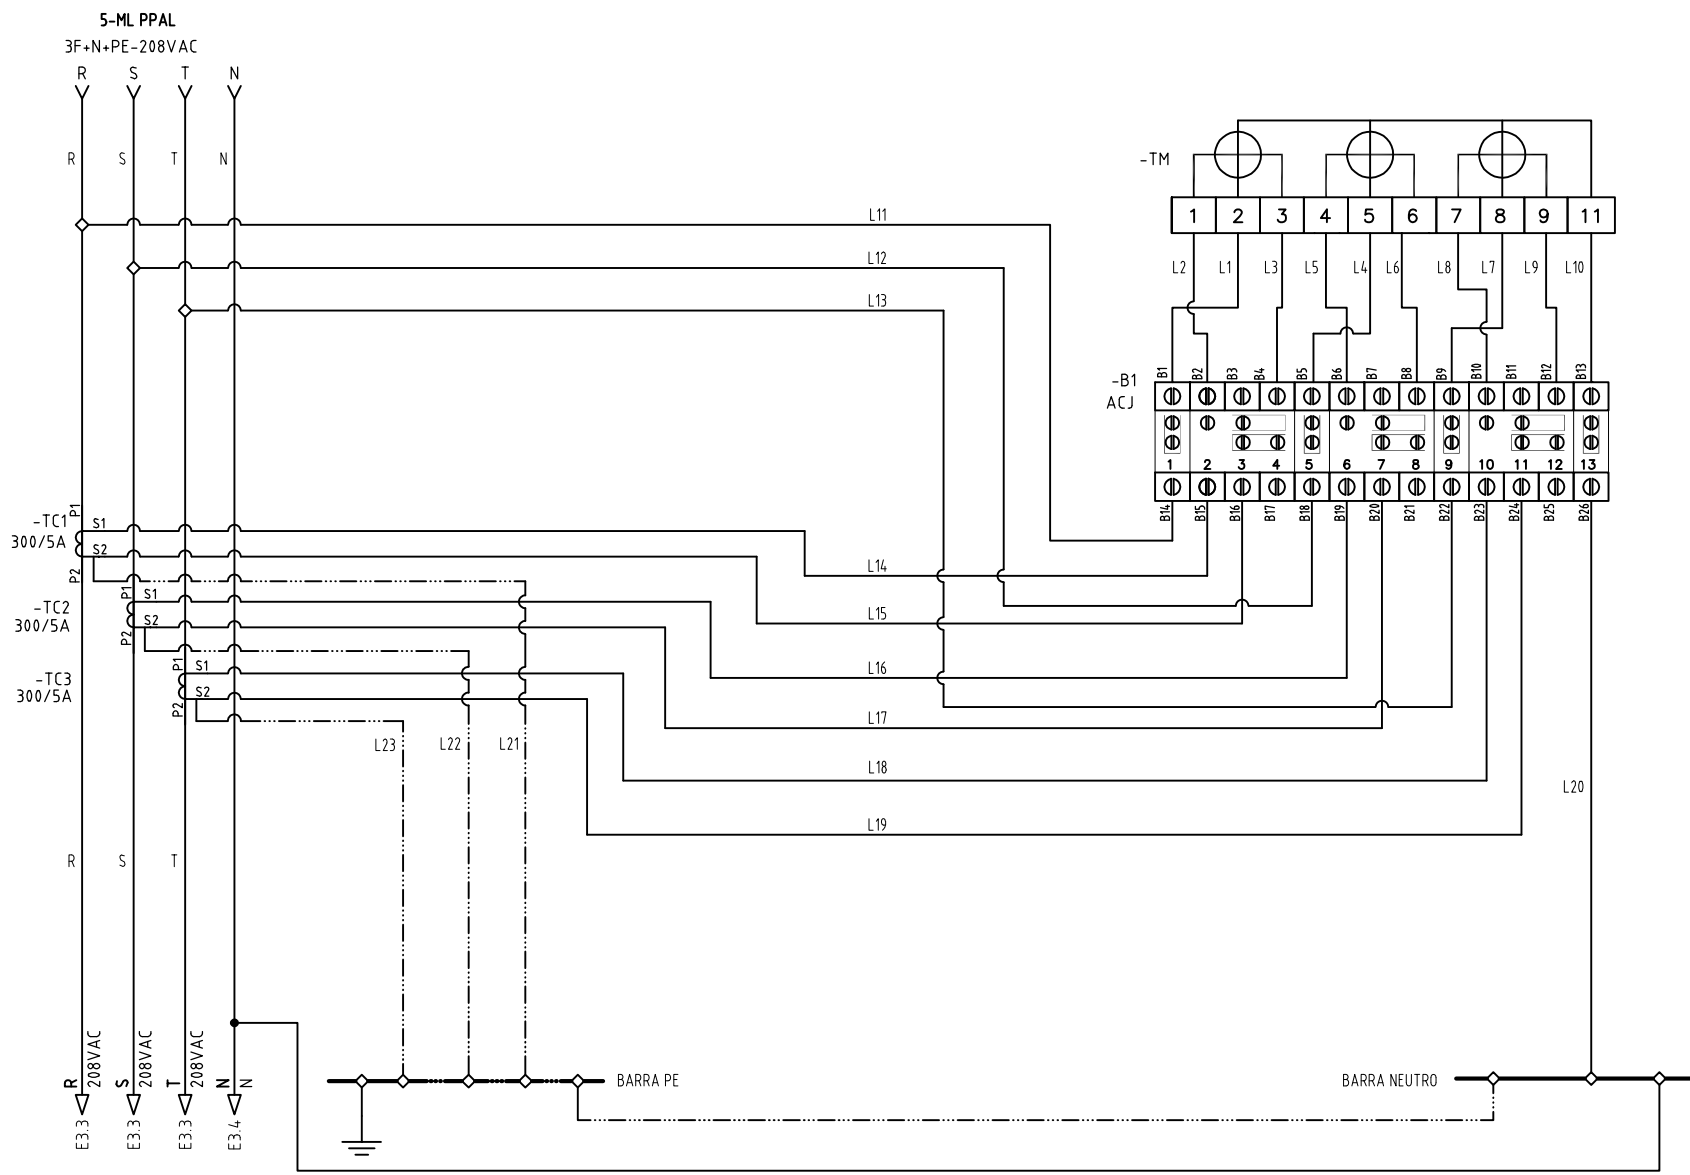 5-ML PPAL
3F+N+PE-208VAC
R S T N
R S T N
-TM
1 2 3 4 5 6 7 8 9 11
L11
L12
L13
L2 L1 L3 L5 L4 L6 L8 L7 L9 L10
-B1
ACJ
B1 B2 B3 B4 B5 B6 B7 B8 B9 B10 B11 B12 B13
1 2 3 4 5 6 7 8 9 10 11 12 13
B14 B15 B16 B17 B18 B19 B20 B21 B22 B23 B24 B25 B26
-TC1
300/5A
P1
S1
S2
P2
L14
-TC2
300/5A
P1
S1
S2
P2
L15
-TC3
300/5A
P1
S1
S2
P2
L16
L17
L23 L22 L21
L18
L20
L19
R S T
R 208VAC
S 208VAC
T 208VAC
N N
E3.3 E3.3 E3.3 E3.4
BARRA PE
BARRA NEUTRO